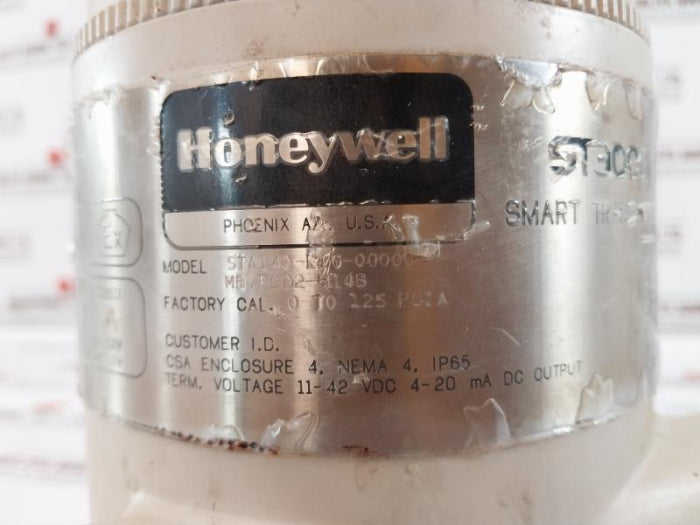 Honeywell
PHOENIX AZ. U.S.A.
ST3000
SMART
Ex
MODEL
FACTORY CAL. 0 TO 125 PSIA
CUSTOMER I.D.
CSA ENCLOSURE 4, NEMA 4, IP65
TERM. VOLTAGE 11-42 VDC 4-20 mA DC OUTPUT